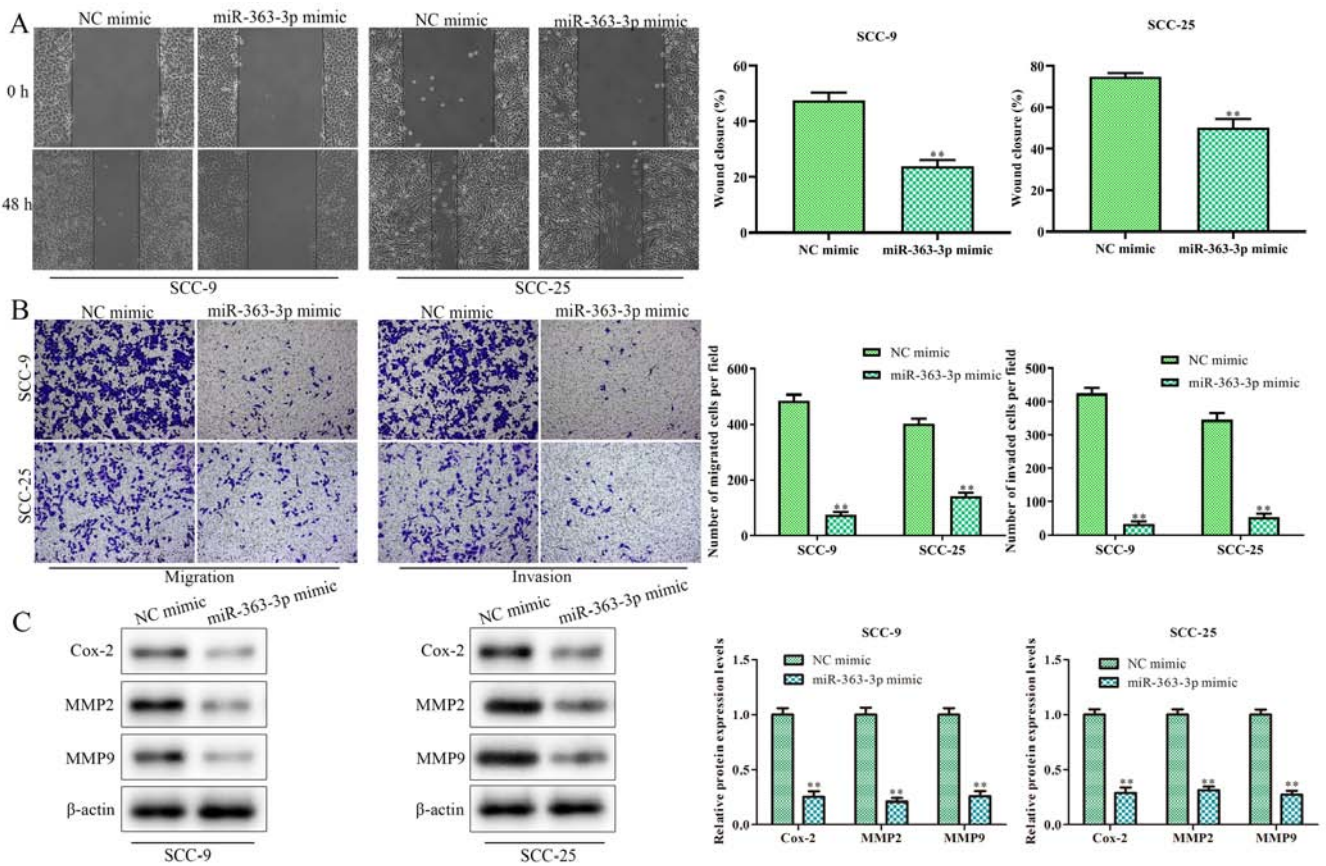 A
NC mimic
miR-363-3p mimic
NC mimic
miR-363-3p mimic
0 h
48 h
SCC-9
SCC-25
SCC-9
Wound closure (%)
60
40
20
0
NC mimic
miR-363-3p mimic
SCC-25
Wound closure (%)
80
60
40
20
0
NC mimic
miR-363-3p mimic
**
**
B
NC mimic
miR-363-3p mimic
NC mimic
miR-363-3p mimic
SCC-9
SCC-25
Migration
Invasion
NC mimic
miR-363-3p mimic
Number of migrated cells per field
600
400
200
0
**
**
SCC-9
SCC-25
NC mimic
miR-363-3p mimic
Number of invaded cells per field
500
400
300
200
100
0
**
**
SCC-9
SCC-25
C
NC mimic
miR-363-3p mimic
Cox-2
MMP2
MMP9
β-actin
SCC-9
NC mimic
miR-363-3p mimic
Cox-2
MMP2
MMP9
β-actin
SCC-25
SCC-9
NC mimic
miR-363-3p mimic
Relative protein expression levels
1.5
1.0
0.5
0.0
**
**
**
Cox-2
MMP2
MMP9
SCC-25
NC mimic
miR-363-3p mimic
Relative protein expression levels
1.5
1.0
0.5
0.0
**
**
**
Cox-2
MMP2
MMP9